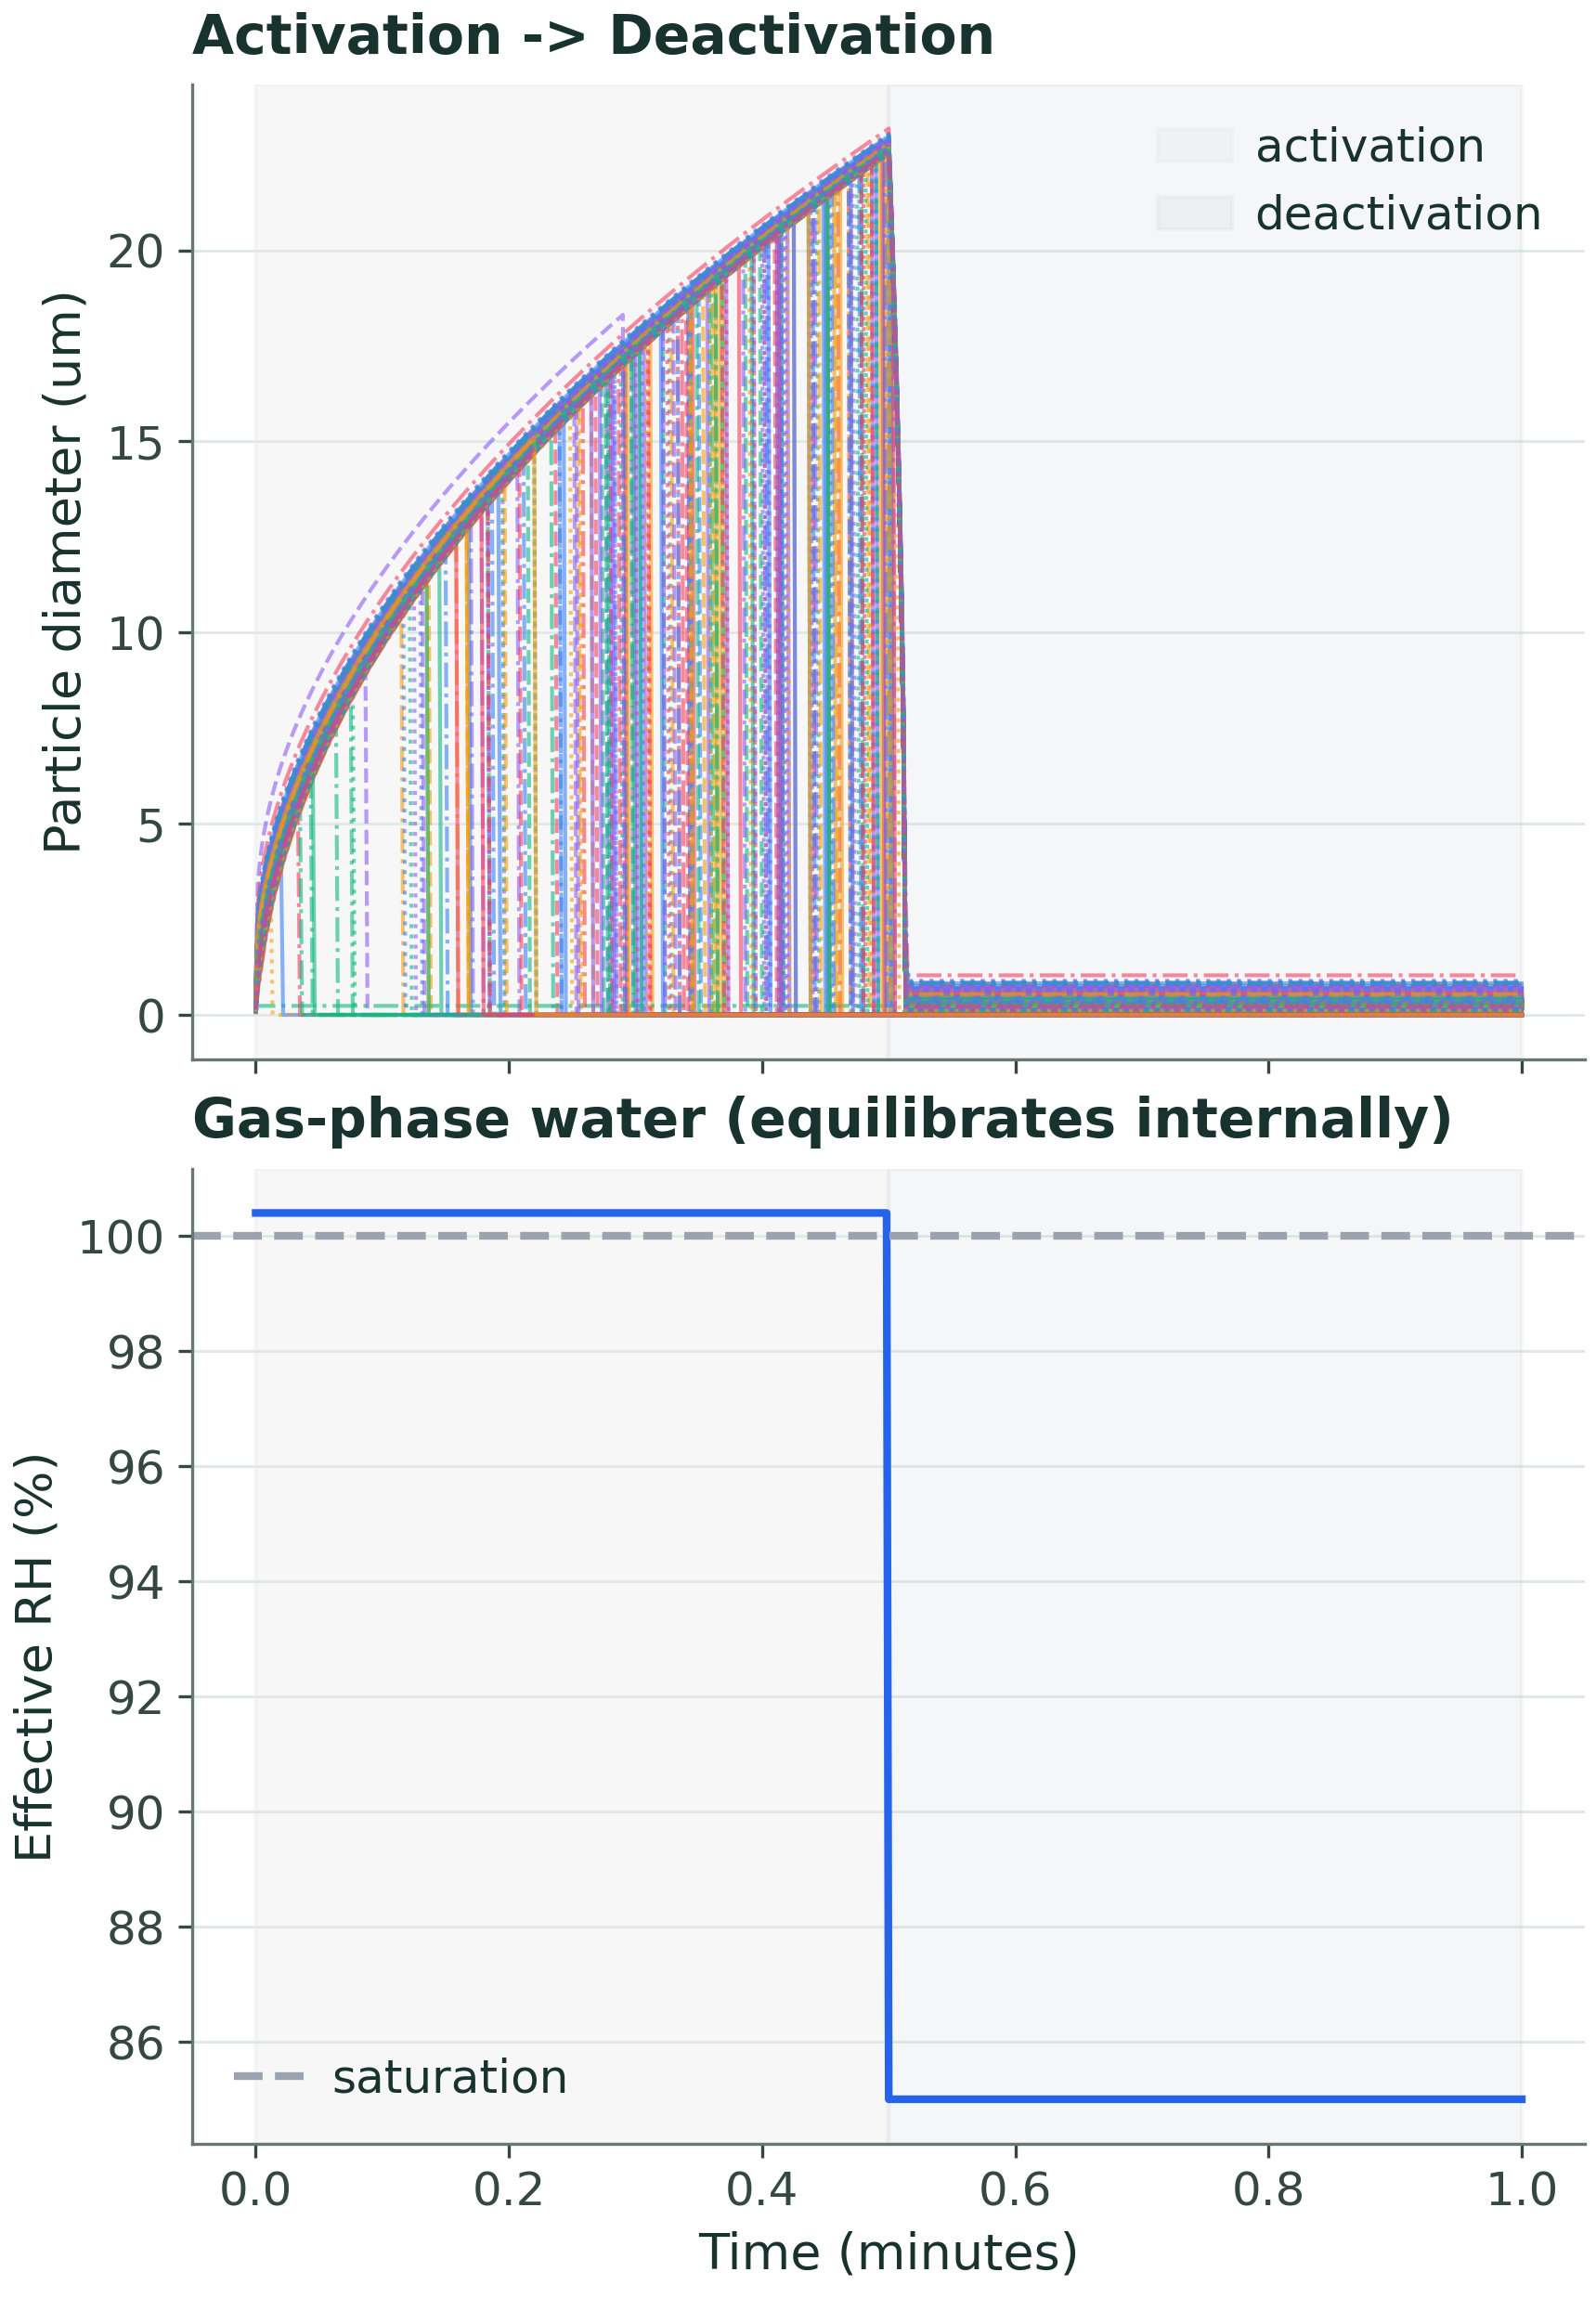 Activation -> Deactivation
activation
deactivation
20
15
10
5
0
Particle diameter (um)
Gas-phase water (equilibrates internally)
100
98
96
94
92
90
88
86
Effective RH (%)
saturation
0.0 0.2 0.4 0.6 0.8 1.0
Time (minutes)